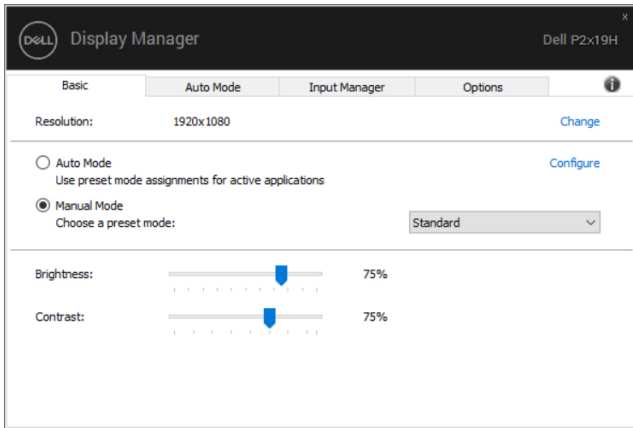 x
DELL Display Manager Dell P2x19H
Basic Auto Mode Input Manager Options i
Resolution: 1920x1080 Change
Auto Mode Configure
Use preset mode assignments for active applications
Manual Mode
Choose a preset mode: Standard
Brightness: 75%
Contrast: 75%